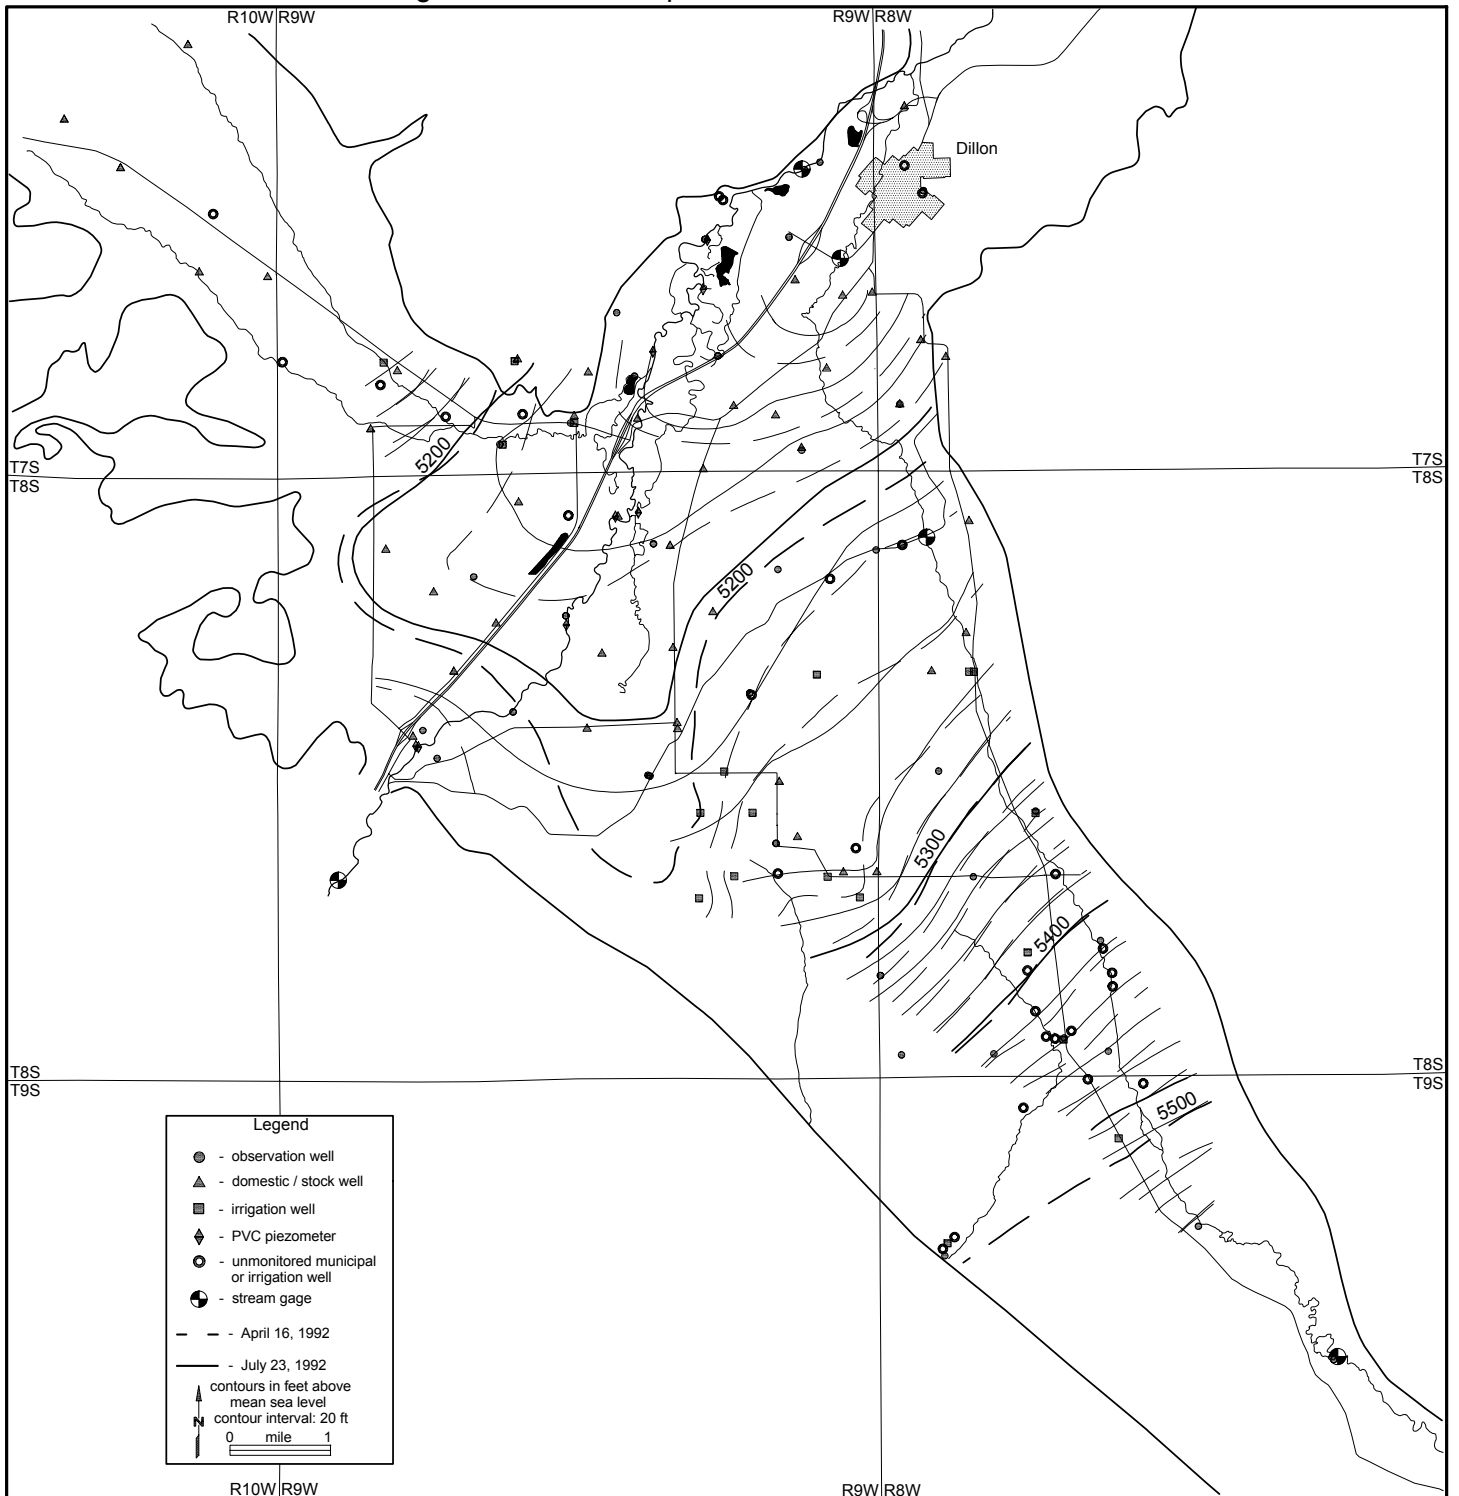 R10W R9W
R9W R8W
Dillon
5200
T7S
T8S
T7S
T8S
5200
5300
5400
T8S
T9S
T8S
T9S
5500
Legend
- observation well
- domestic / stock well
- irrigation well
- PVC piezometer
- unmonitored municipal
or irrigation well
- stream gage
- April 16, 1992
- July 23, 1992
contours in feet above
mean sea level
N contour interval: 20 ft
0 mile 1
R10W R9W
R9W R8W